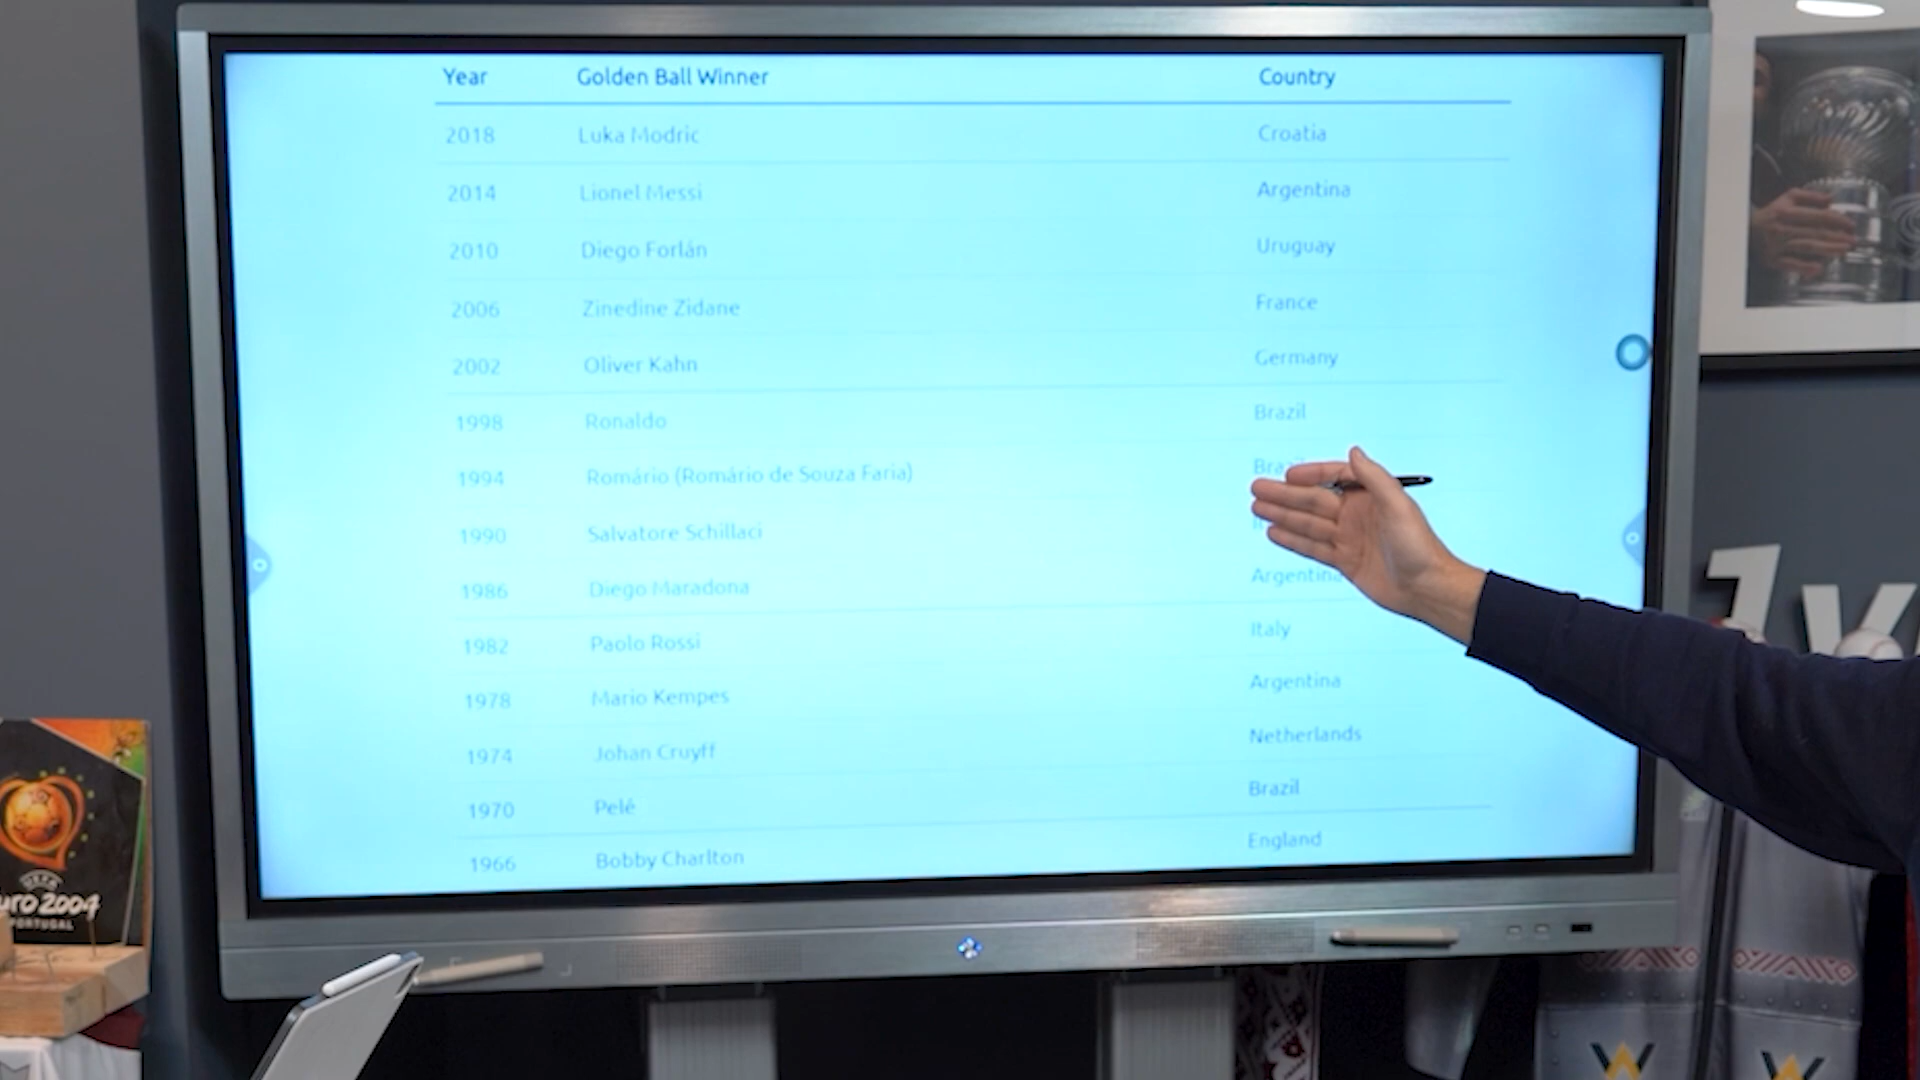 Year Golden Ball Winner Country
2018 Luka Modric Croatia
2014 Lionel Messi Argentina
2010 Diego Forlán Uruguay
2006 Zinedine Zidane France
2002 Oliver Kahn Germany
1998 Ronaldo Brazil
1994 Romário (Romário de Souza Faria)
1990 Salvatore Schillaci
1986 Diego Maradona Argentina
1982 Paolo Rossi Italy
1978 Mario Kempes Argentina
1974 Johan Cruyff Netherlands
1970 Pelé Brazil
1966 Bobby Charlton England
UEFA
2004
PORTUGAL